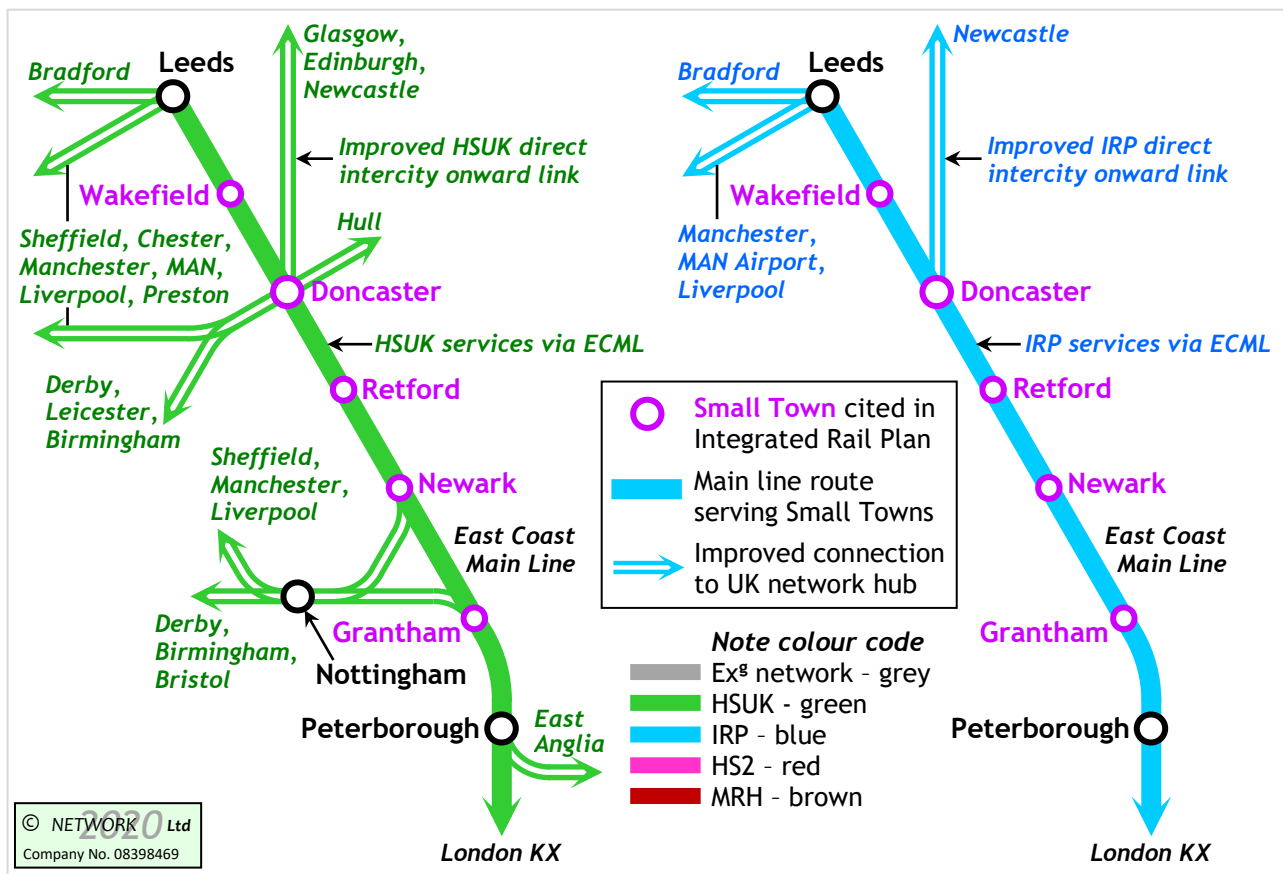 Glasgow,
Edinburgh,
Newcastle
Leeds
Bradford
Improved HSUK direct
intercity onward link
Wakefield
Hull
Sheffield, Chester,
Manchester, MAN,
Liverpool, Preston
Doncaster
HSUK services via ECML
Derby,
Leicester,
Birmingham
Retford
Sheffield,
Manchester,
Liverpool
Newark
East Coast
Main Line
Derby,
Birmingham,
Bristol
Grantham
Nottingham
Peterborough
East
Anglia
London KX
© NETWORK 2020 Ltd
Company No. 08398469
Small Town cited in
Integrated Rail Plan
Main line route
serving Small Towns
Improved connection
to UK network hub
Note colour code
Exᵍ network – grey
HSUK - green
IRP – blue
HS2 – red
MRH – brown
Newcastle
Leeds
Bradford
Improved IRP direct
intercity onward link
Wakefield
Manchester,
MAN Airport,
Liverpool
Doncaster
IRP services via ECML
Retford
Newark
East Coast
Main Line
Grantham
Peterborough
London KX